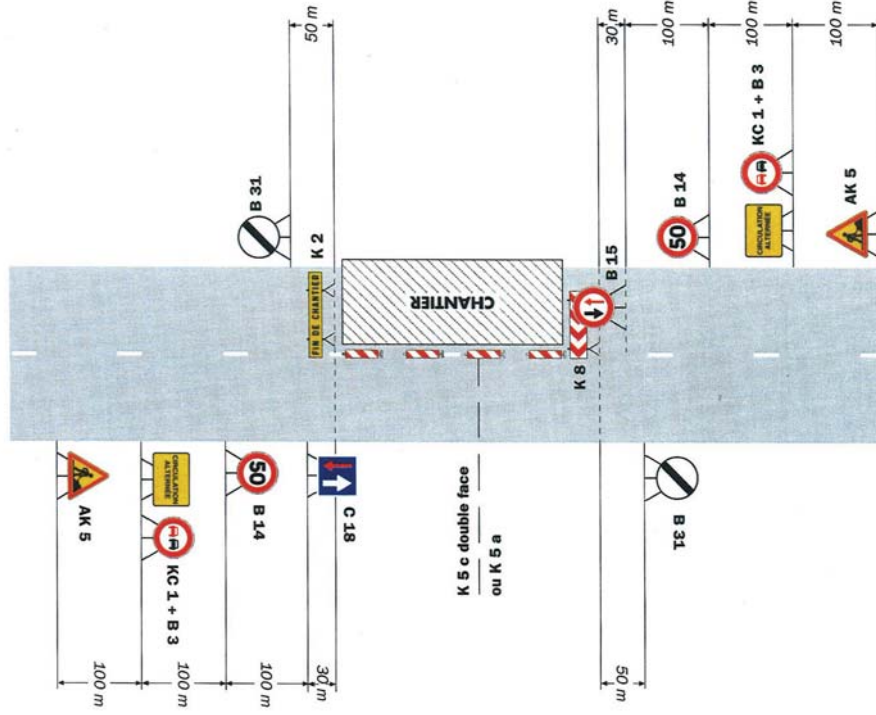 50 m
B 31
K 2
FIN DE CHANTIER
CHANTIER
K 8
B 15
30 m
100 m
50
B 14
100 m
CIRCULATION
ALTERNÉE
KC 1 + B 3
100 m
AK 5
AK 5
100 m
CIRCULATION
ALTERNÉE
KC 1 + B 3
100 m
50
B 14
100 m
C 18
30 m
K 5 c double face
ou K 5 a
B 31
50 m